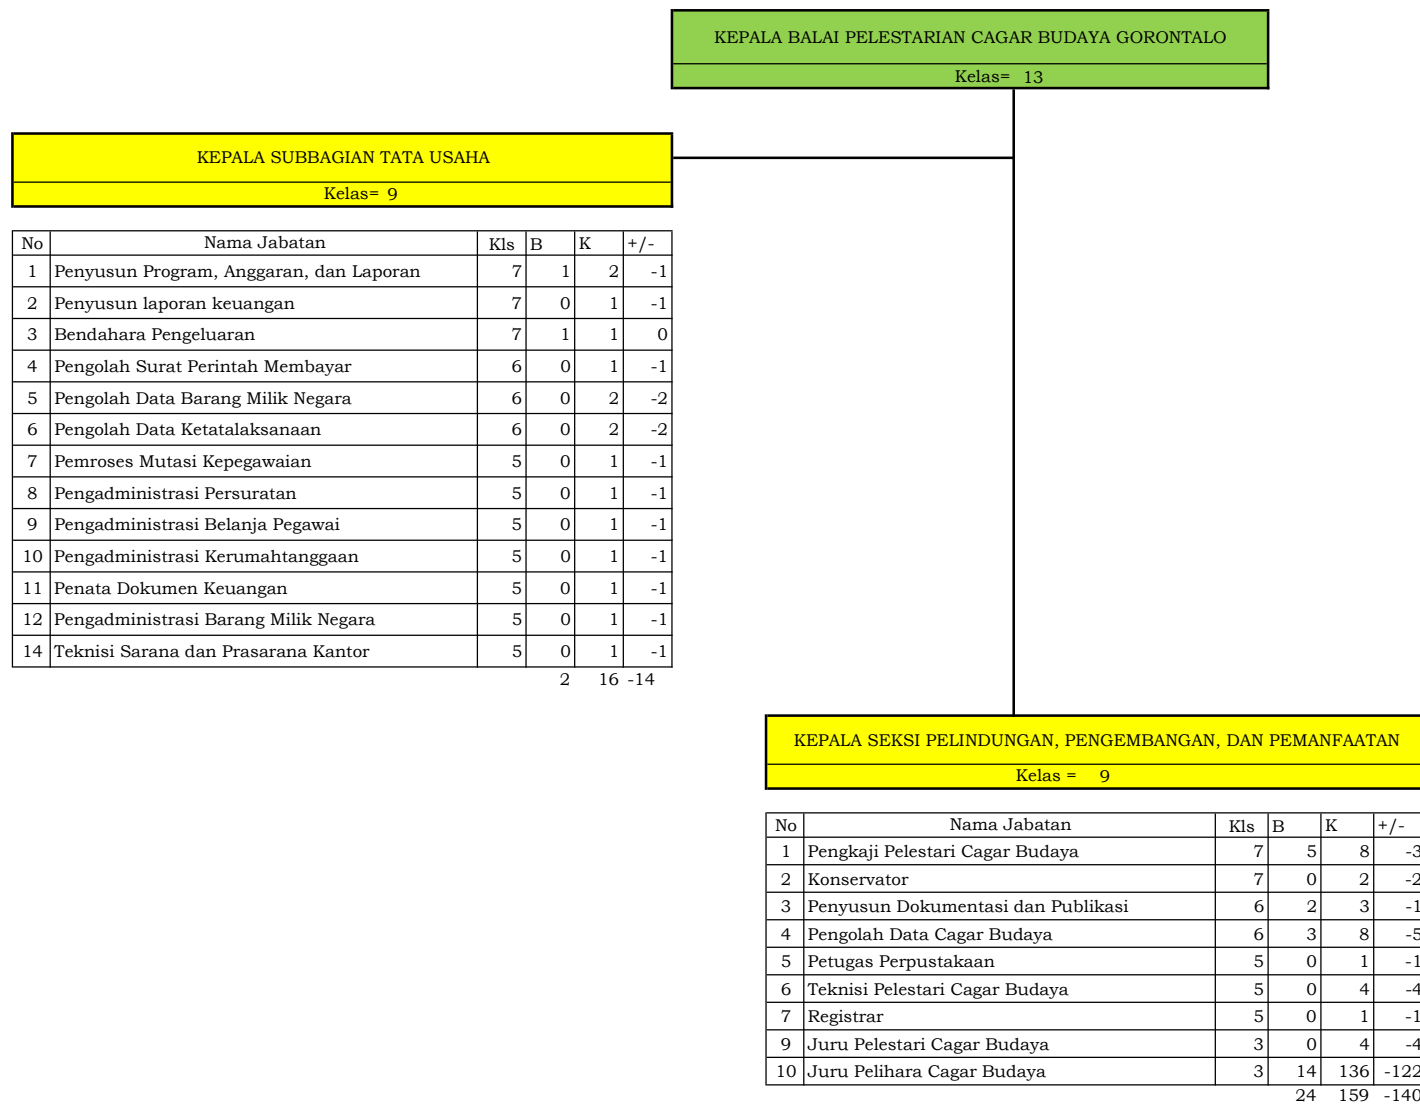 KEPALA BALAI PELESTARIAN CAGAR BUDAYA GORONTALO
Kelas= 13
KEPALA SUBBAGIAN TATA USAHA
Kelas= 9
No Nama Jabatan Kls B K +/-
1 Penyusun Program, Anggaran, dan Laporan 7 1 2 -1
2 Penyusun laporan keuangan 7 0 1 -1
3 Bendahara Pengeluaran 7 1 1 0
4 Pengolah Surat Perintah Membayar 6 0 1 -1
5 Pengolah Data Barang Milik Negara 6 0 2 -2
6 Pengolah Data Ketatalaksanaan 6 0 2 -2
7 Pemroses Mutasi Kepegawaian 5 0 1 -1
8 Pengadministrasi Persuratan 5 0 1 -1
9 Pengadministrasi Belanja Pegawai 5 0 1 -1
10 Pengadministrasi Kerumahtanggaan 5 0 1 -1
11 Penata Dokumen Keuangan 5 0 1 -1
12 Pengadministrasi Barang Milik Negara 5 0 1 -1
14 Teknisi Sarana dan Prasarana Kantor 5 0 1 -1
2 16 -14
KEPALA SEKSI PELINDUNGAN, PENGEMBANGAN, DAN PEMANFAATAN
Kelas = 9
No Nama Jabatan Kls B K +/-
1 Pengkaji Pelestari Cagar Budaya 7 5 8 -3
2 Konservator 7 0 2 -2
3 Penyusun Dokumentasi dan Publikasi 6 2 3 -1
4 Pengolah Data Cagar Budaya 6 3 8 -5
5 Petugas Perpustakaan 5 0 1 -1
6 Teknisi Pelestari Cagar Budaya 5 0 4 -4
7 Registrar 5 0 1 -1
9 Juru Pelestari Cagar Budaya 3 0 4 -4
10 Juru Pelihara Cagar Budaya 3 14 136 -122
24 159 -140